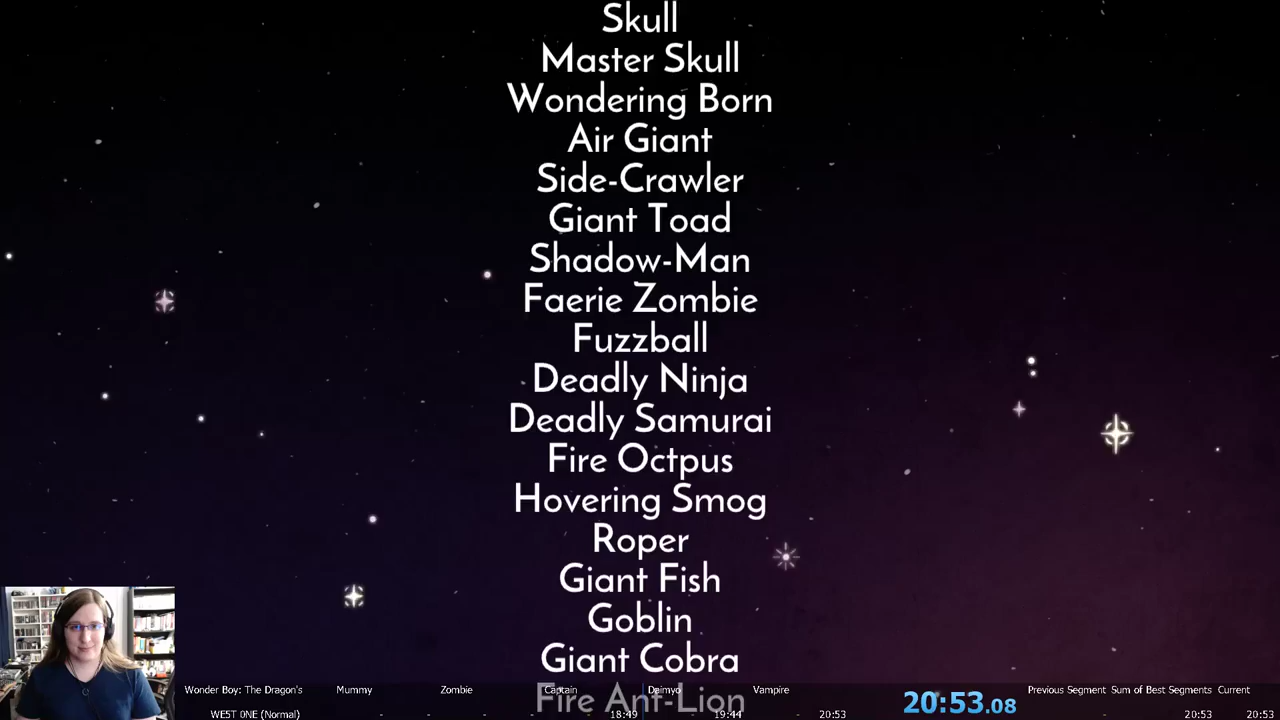 Skull
Master Skull
Wondering Born
Air Giant
Side-Crawler
Giant Toad
Shadow-Man
Faerie Zombie
Fuzzball
Deadly Ninja
Deadly Samurai
Fire Octpus
Hovering Smog
Roper
Giant Fish
Goblin
Giant Cobra
Fire Ant-Lion
Wonder Boy: The Dragon's Mummy Zombie Captain Daimyo Vampire 20:53.08 Previous Segment Sum of Best Segments Current
WE5T 0NE (Normal) - - 18:49 19:44 20:53 - 20:53 20:53